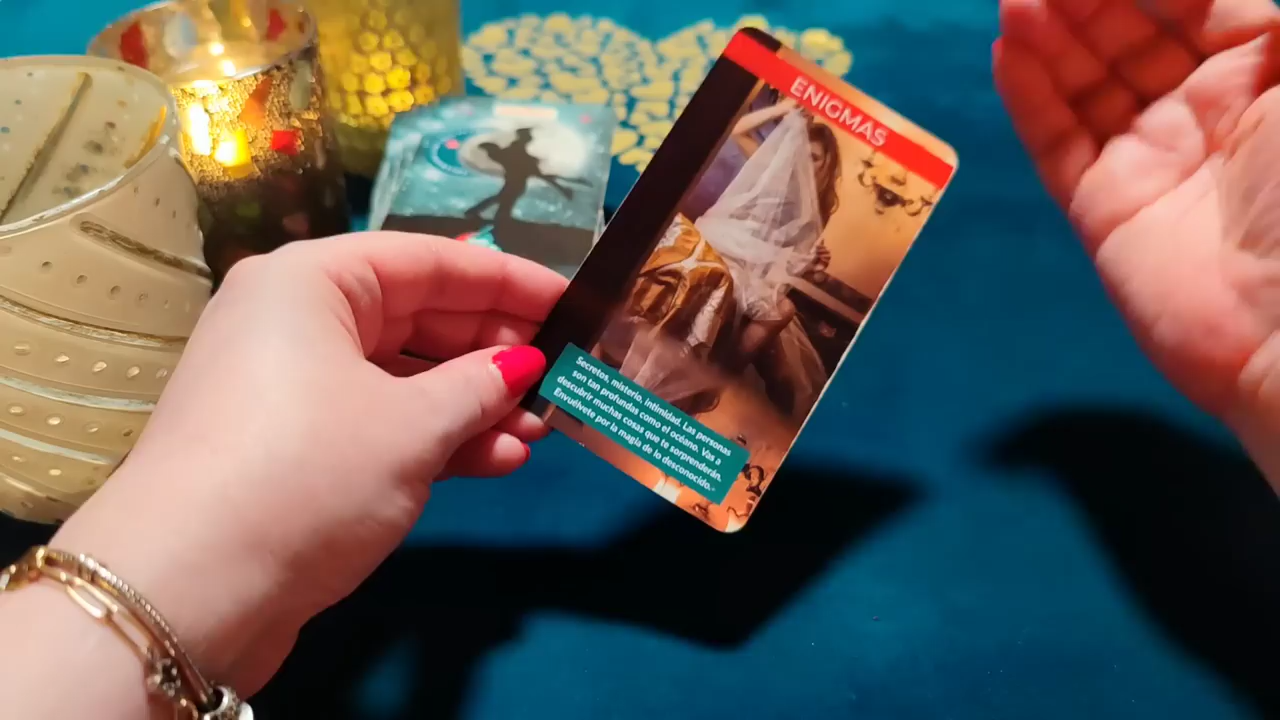 ENIGMAS
Secretos, misterio, intimidad. Las personas
son tan profundas como el océano. Vas a
descubrir muchas cosas que te sorprenderán.
Envuélvete por la magia de lo desconocido.